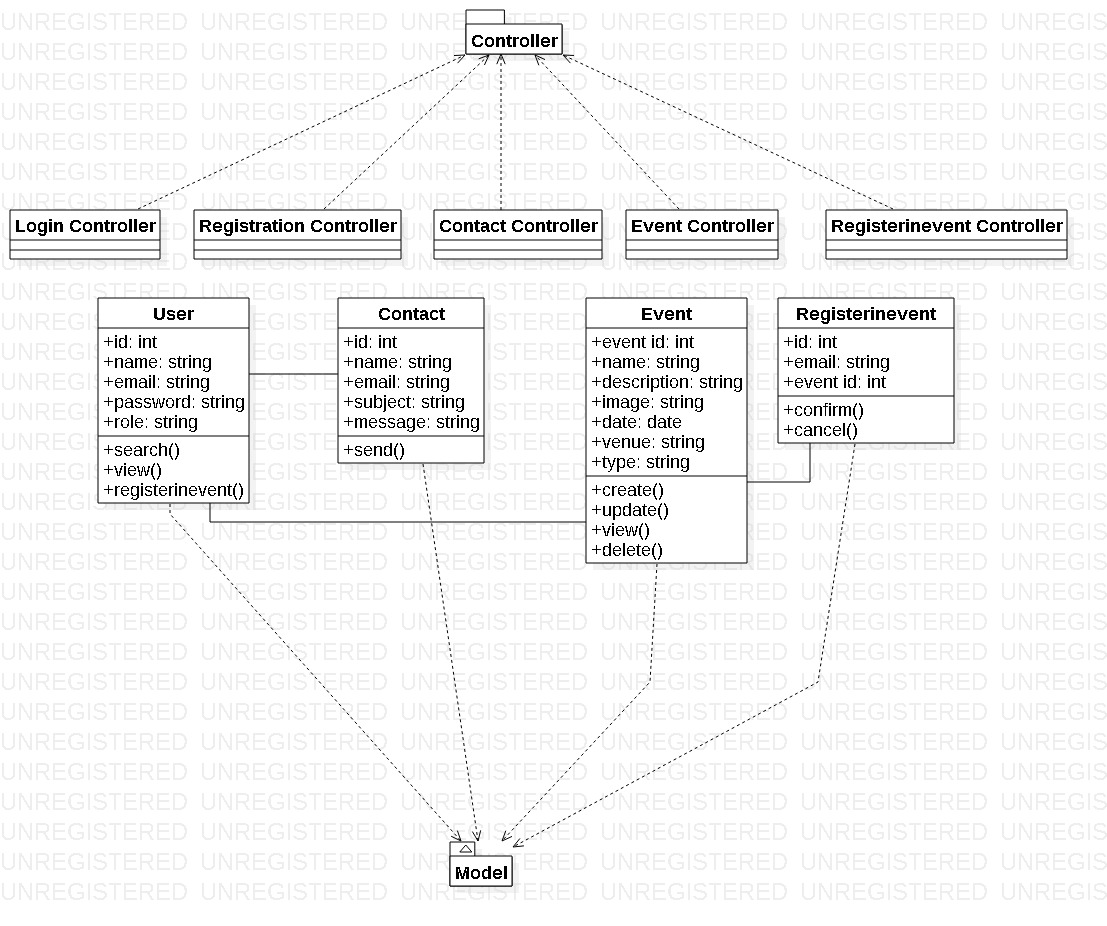 Controller
Login Controller
Registration Controller
Contact Controller
Event Controller
Registerinevent Controller
User
+id: int
+name: string
+email: string
+password: string
+role: string
+search()
+view()
+registerinevent()
Contact
+id: int
+name: string
+email: string
+subject: string
+message: string
+send()
Event
+event id: int
+name: string
+description: string
+image: string
+date: date
+venue: string
+type: string
+create()
+update()
+view()
+delete()
Registerinevent
+id: int
+email: string
+event id: int
+confirm()
+cancel()
Model
UNREGISTERED